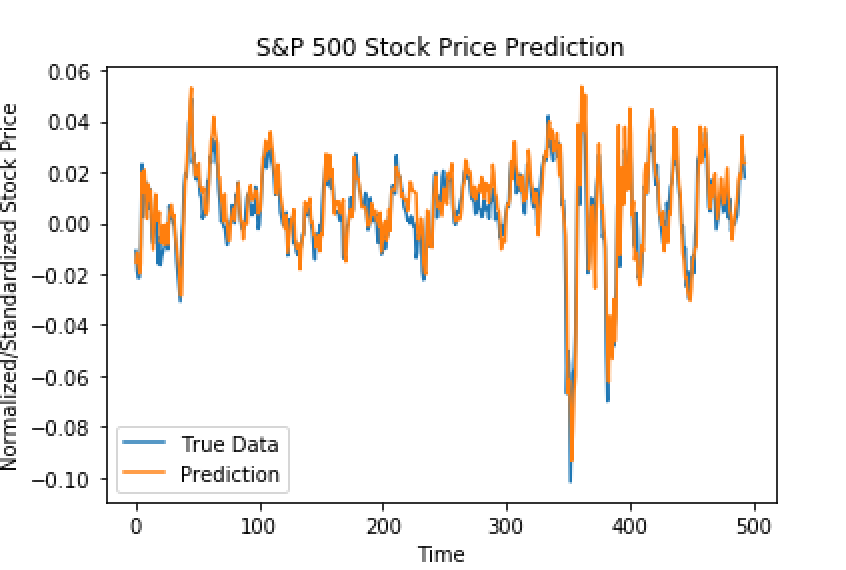 S&P 500 Stock Price Prediction
Normalized/Standardized Stock Price
0.06
0.04
0.02
0.00
−0.02
−0.04
−0.06
−0.08
−0.10
True Data
Prediction
0 100 200 300 400 500
Time